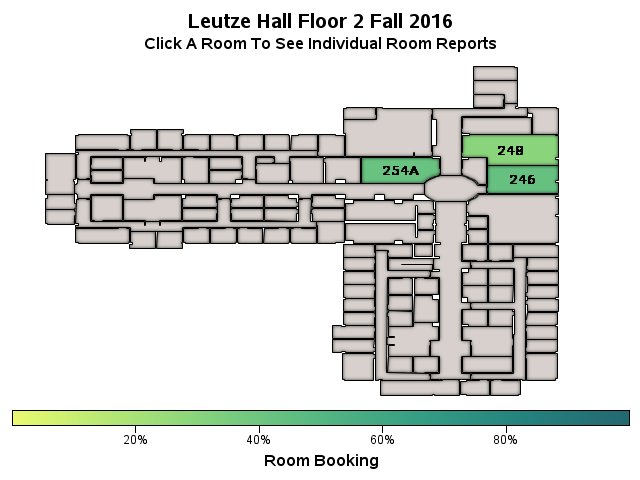 Leutze Hall Floor 2 Fall 2016
Click A Room To See Individual Room Reports
248
254A
246
20% 40% 60% 80%
Room Booking